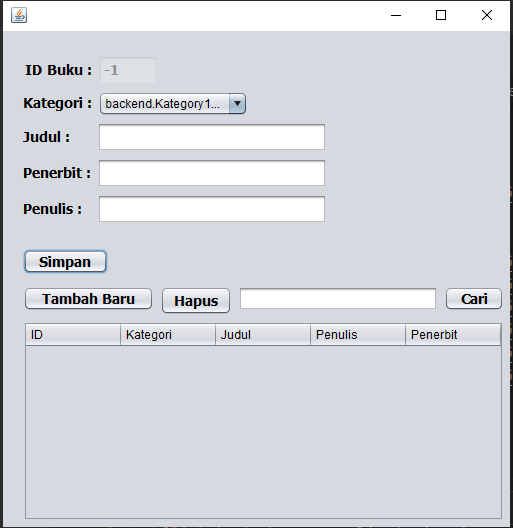 ID Buku : -1
Kategori : backend.Kategory1...
Judul :
Penerbit :
Penulis :
Simpan
Tambah Baru Hapus Cari
ID Kategori Judul Penulis Penerbit